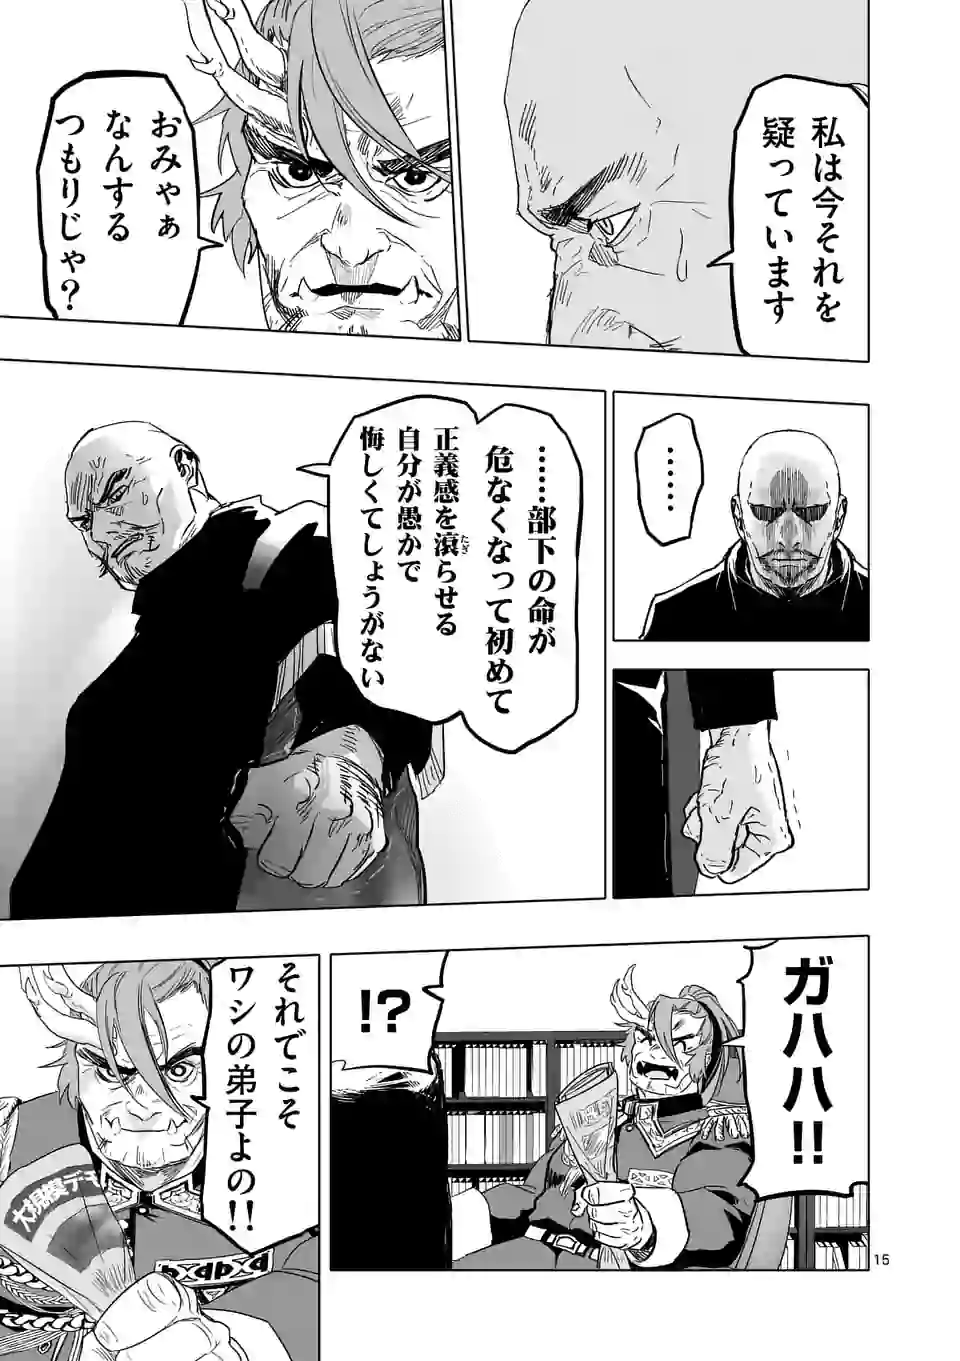 私は今それを
疑っています
おみゃぁ
なんする
つもりじゃ?
……
……部下の命が
危なくなって初めて
正義感を滾らせる
たぎ
自分が愚かで
悔しくてしょうがない
ガハハハ!!
!?
それでこそ
ワシの弟子よの!!
大規模デモ
15